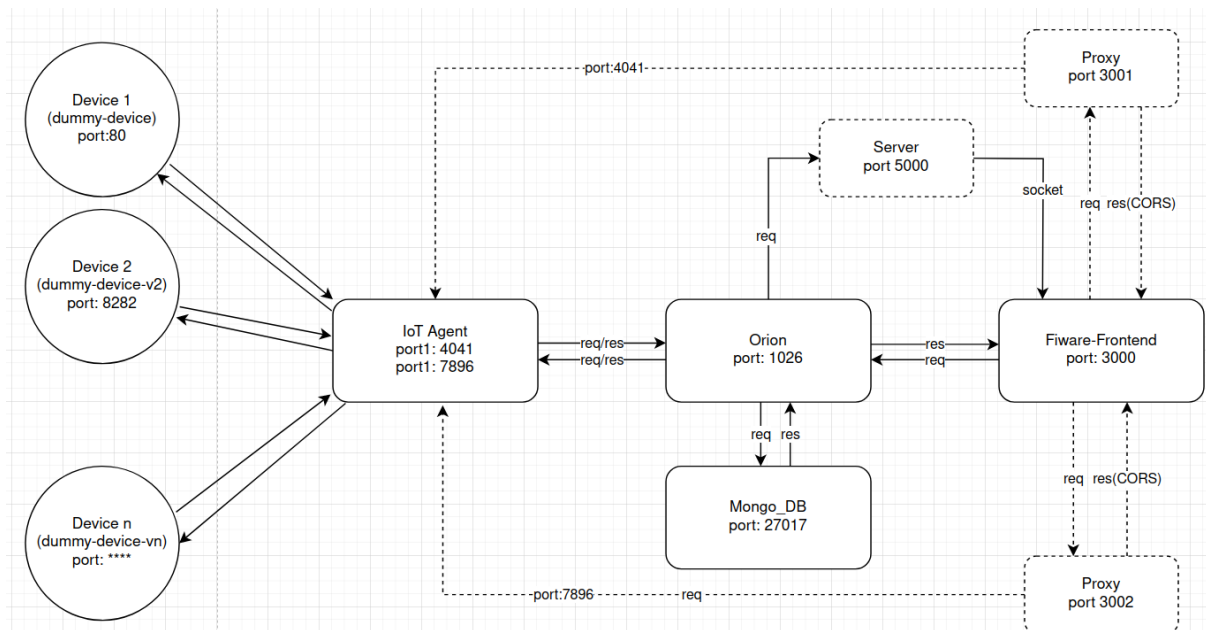 Device 1
(dummy-device)
port:80
Device 2
(dummy-device-v2)
port: 8282
Device n
(dummy-device-vn)
port: ****
IoT Agent
port1: 4041
port1: 7896
port:4041
req/res
req/res
port:7896
req
Orion
port: 1026
req
Server
port 5000
socket
req
res
Mongo_DB
port: 27017
res
req
Proxy
port 3001
req
res(CORS)
Fiware-Frontend
port: 3000
req
res(CORS)
Proxy
port 3002